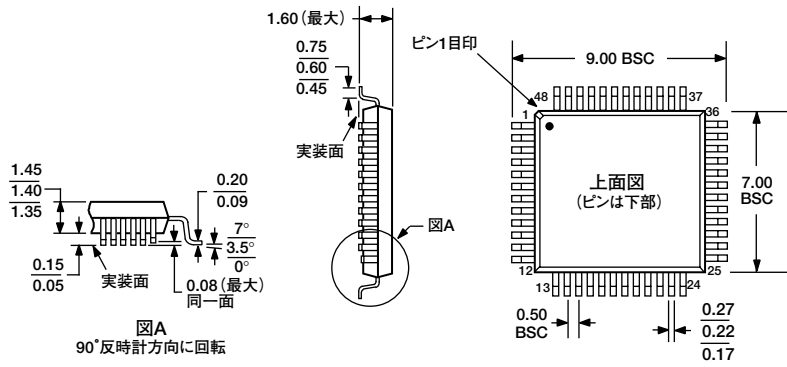 1.60 (最大)
0.75
0.60
0.45
実装面
1.45
1.40
1.35
0.20
0.09
7°
3.5°
0°
0.15
0.05
実装面
0.08 (最大)
同一面
図A
90°反時計方向に回転
図A
ピン1目印
9.00 BSC
48
37
1
36
上面図
(ピンは下部)
7.00
BSC
12
25
13
24
0.50
BSC
0.27
0.22
0.17